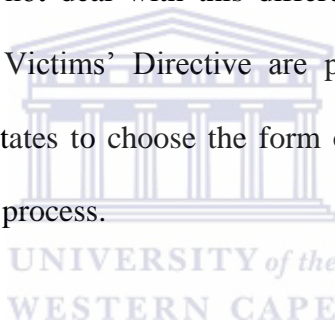 not deal with this differ
Victims’ Directive are p
tates to choose the form
process.
UNIVERSITY of the
WESTERN CAPE